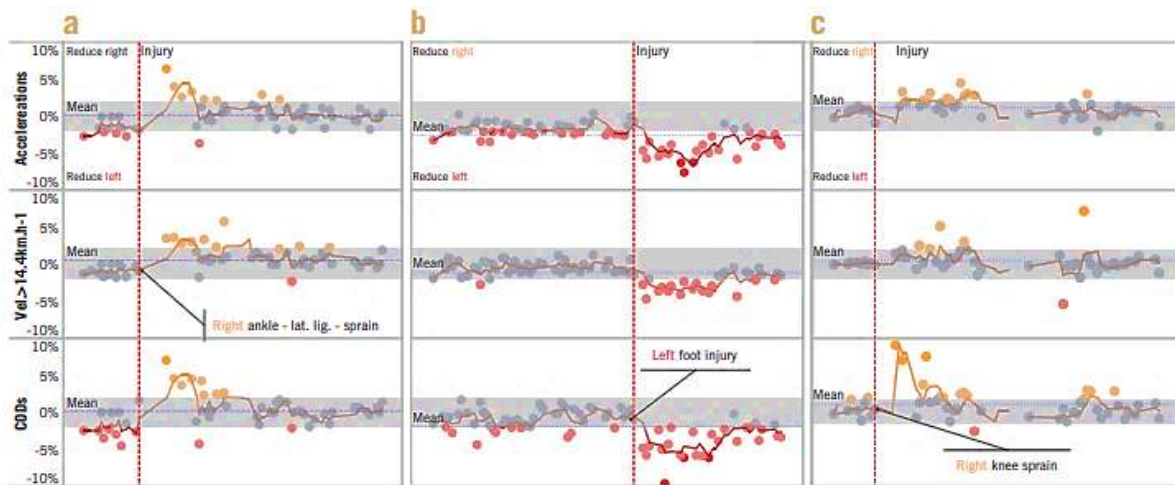 a
b
c
10%
5%
0%
-5%
-10%
Accelereations
Reduce right
Injury
Mean
Reduce left
Reduce right
Injury
Mean
Reduce left
Reduce right
Injury
Mean
Reduce left
10%
5%
0%
-5%
-10%
Vel.>14.4km.h-1
Mean
Right ankle - lat. lig. - sprain
Mean
Mean
10%
5%
0%
-5%
-10%
CODs
Mean
Left foot injury
Mean
Mean
Right knee sprain